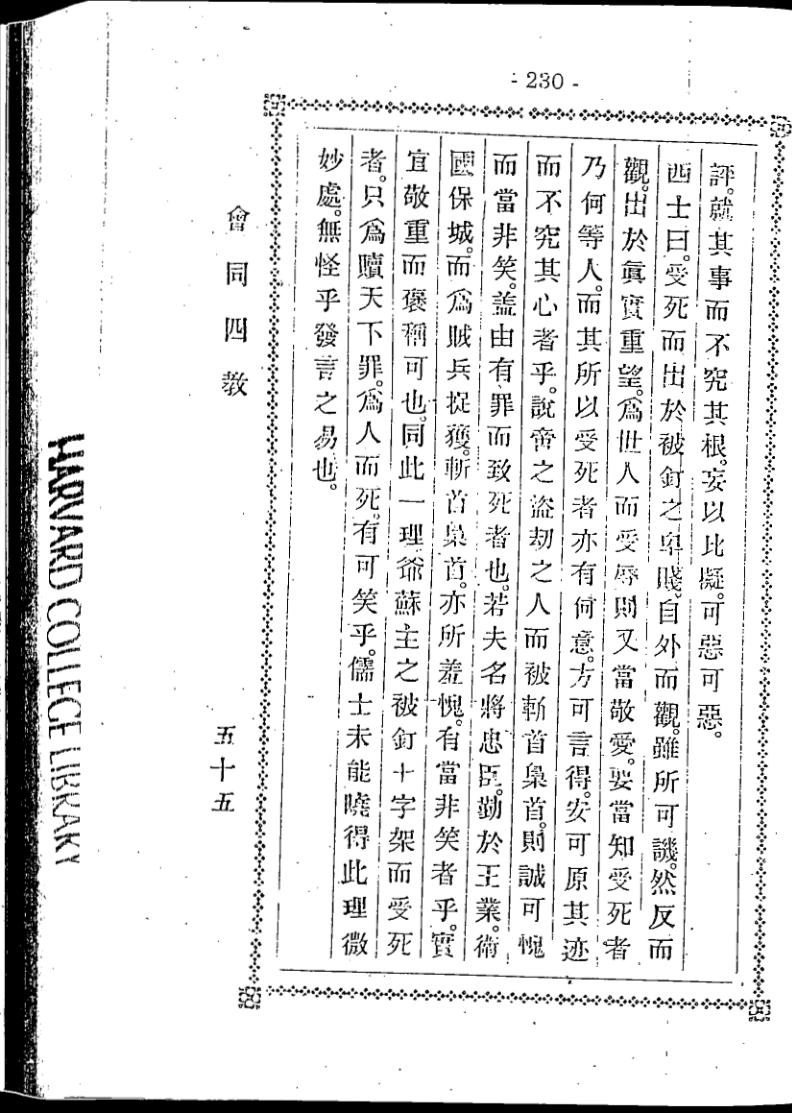 - 230 -
評。就其事而不究其根。妄以比擬。可惡可惡。
西士曰。受死而出於被釘之卑賤。自外而觀。雖所可譏。然反而
觀。出於眞實重望。爲世人而受辱。則又當敬愛。要當知受死者
乃何等人。而其所以受死者亦有何意。方可言得。安可原其迹
而不究其心者乎。說帝之盜刼之人而被斬首梟首。則誠可愧
而當非笑。盖由有罪而致死者也。若夫名將忠臣。勤於王業。衛
國保城。而爲賊兵捉獲。斬首梟首。亦所羞愧。有當非笑者乎。實
宜敬重而褒稱可也。同此一理爺蘇主之被釘十字架而受死
者。只爲贖天下罪。爲人而死。有可笑乎。儒士未能曉得此理微
妙處。無怪乎發言之易也。
會同四教
五十五
HARVARD COLLEGE LIBRARY